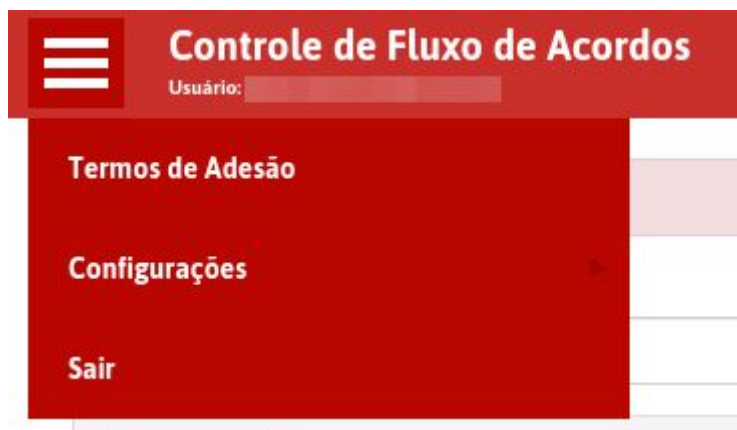 Controle de Fluxo de Acordos
Usuário:
Termos de Adesão
Configurações
Sair